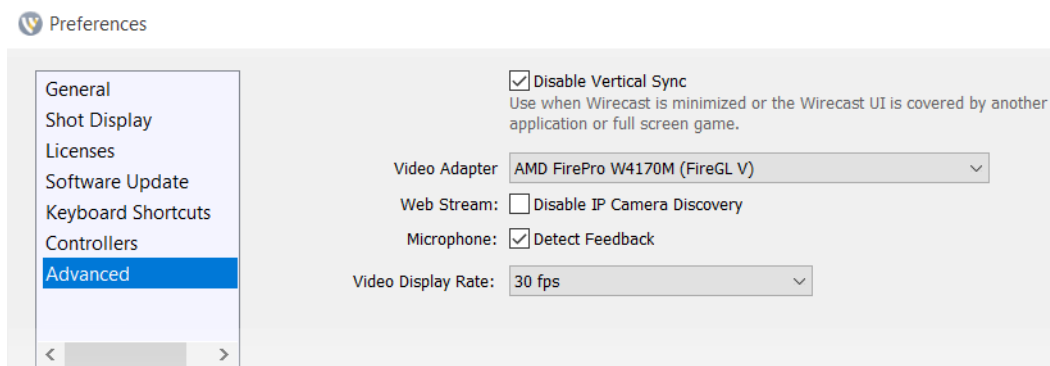 Preferences
General
Shot Display
Licenses
Software Update
Keyboard Shortcuts
Controllers
Advanced
Disable Vertical Sync
Use when Wirecast is minimized or the Wirecast UI is covered by another
application or full screen game.
Video Adapter AMD FirePro W4170M (FireGL V)
Web Stream: Disable IP Camera Discovery
Microphone: Detect Feedback
Video Display Rate: 30 fps